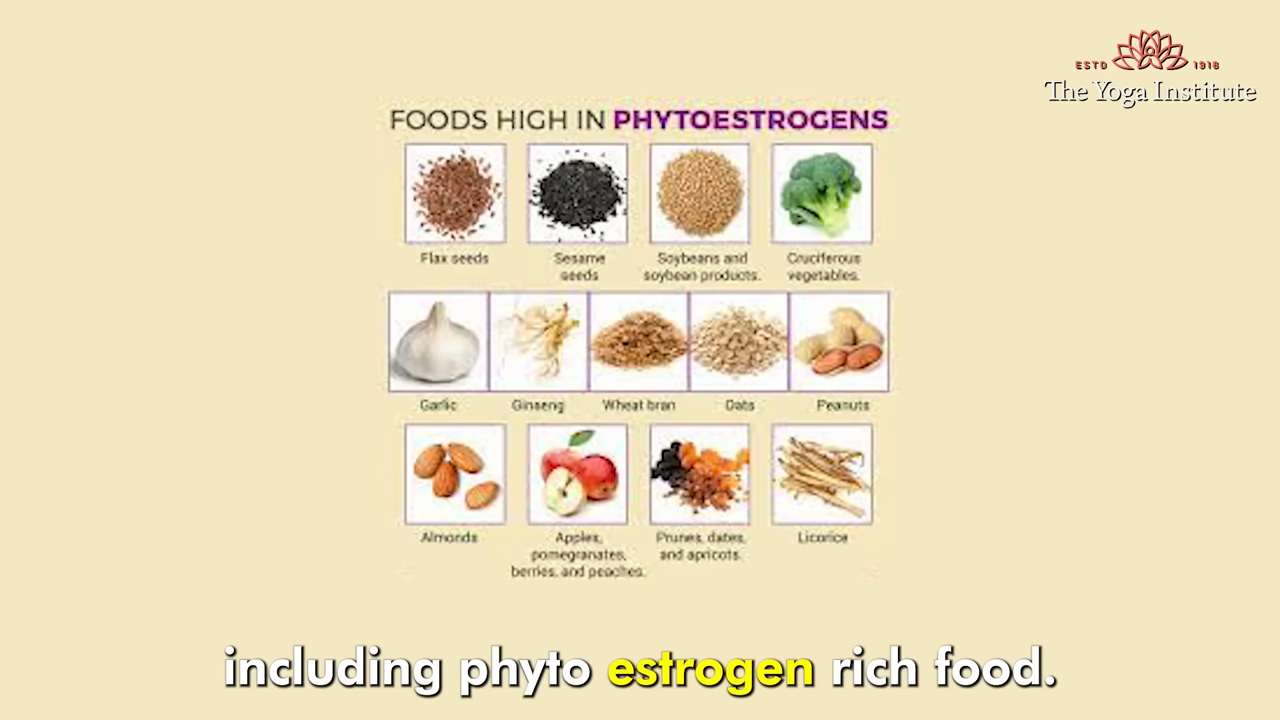 ESTD 1918
The Yoga Institute
FOODS HIGH IN PHYTOESTROGENS
Flax seeds
Sesame
seeds
Soybeans and
soybean products.
Cruciferous
vegetables.
Garlic
Ginseng
Wheat bran
Oats
Peanuts
Almonds
Apples,
pomegranates,
berries, and peaches.
Prunes, dates,
and apricots.
Licorice
including phyto estrogen rich food.